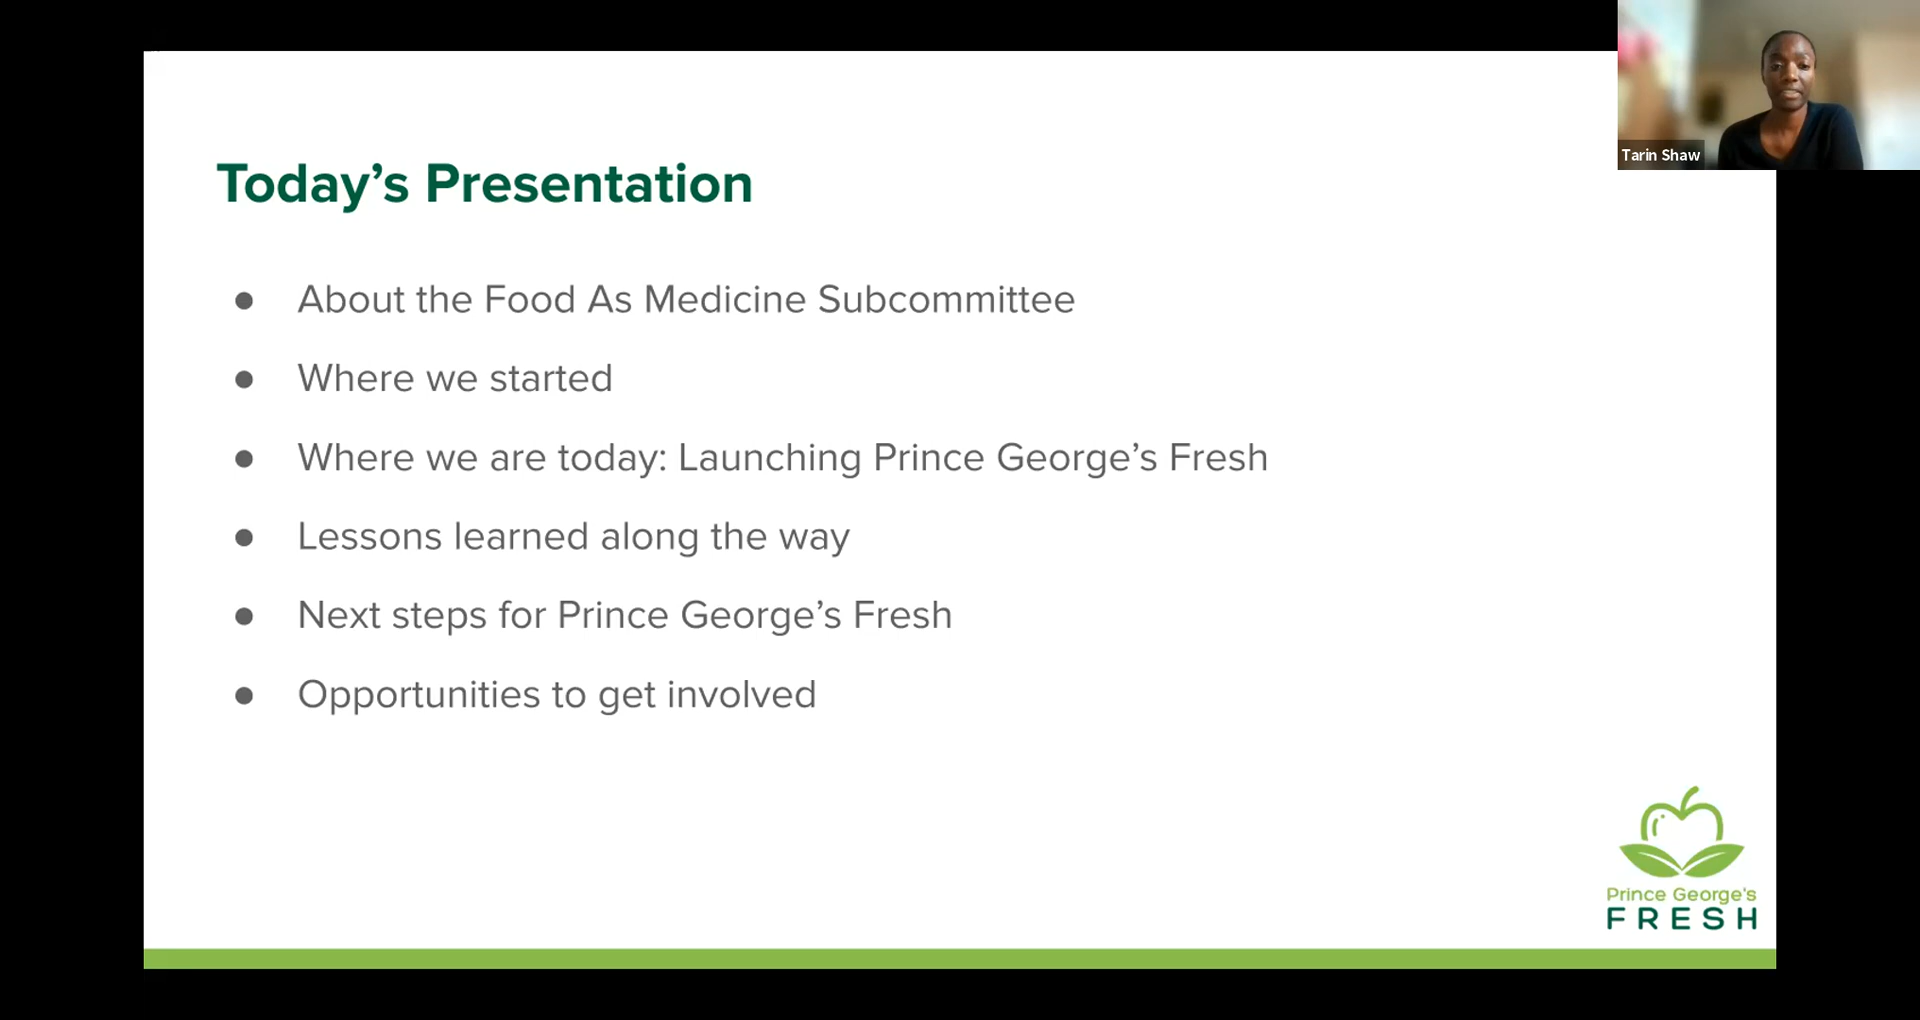 Tarin Shaw
Today’s Presentation
● About the Food As Medicine Subcommittee
● Where we started
● Where we are today: Launching Prince George’s Fresh
● Lessons learned along the way
● Next steps for Prince George’s Fresh
● Opportunities to get involved
Prince George's
FRESH